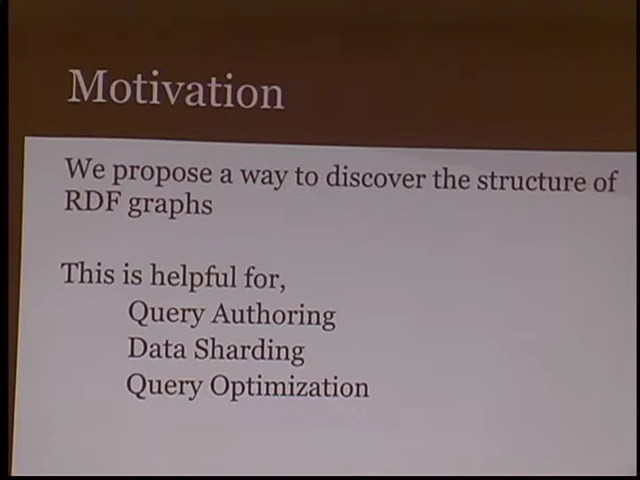 Motivation
We propose a way to discover the structure of
RDF graphs
This is helpful for,
Query Authoring
Data Sharding
Query Optimization